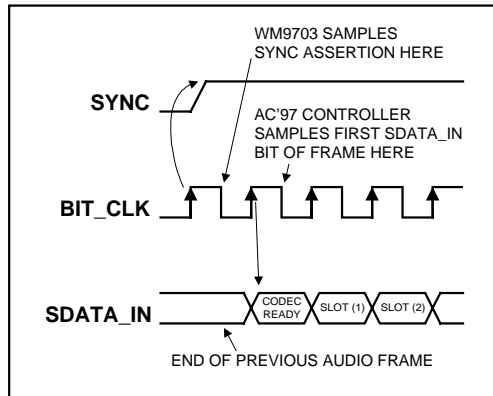 WM9703 SAMPLES
SYNC ASSERTION HERE
SYNC
AC'97 CONTROLLER
SAMPLES FIRST SDATA_IN
BIT OF FRAME HERE
BIT_CLK
SDATA_IN
CODEC
READY
SLOT (1)
SLOT (2)
END OF PREVIOUS AUDIO FRAME